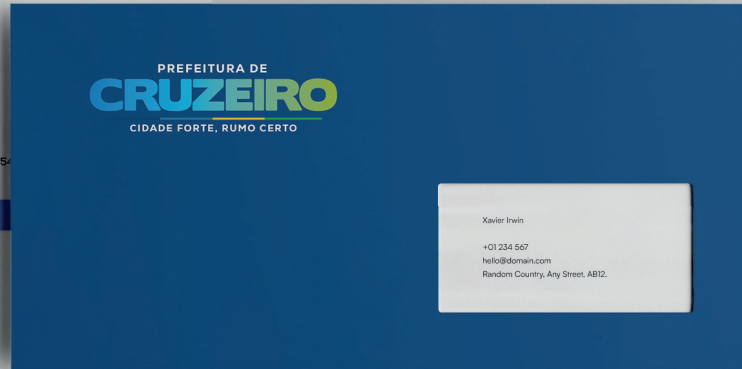 PREFEITURA DE
CRUZEIRO
CIDADE FORTE, RUMO CERTO
54
Xavier Irwin
+01 234 567
hello@domain.com
Random Country, Any Street, AB12.